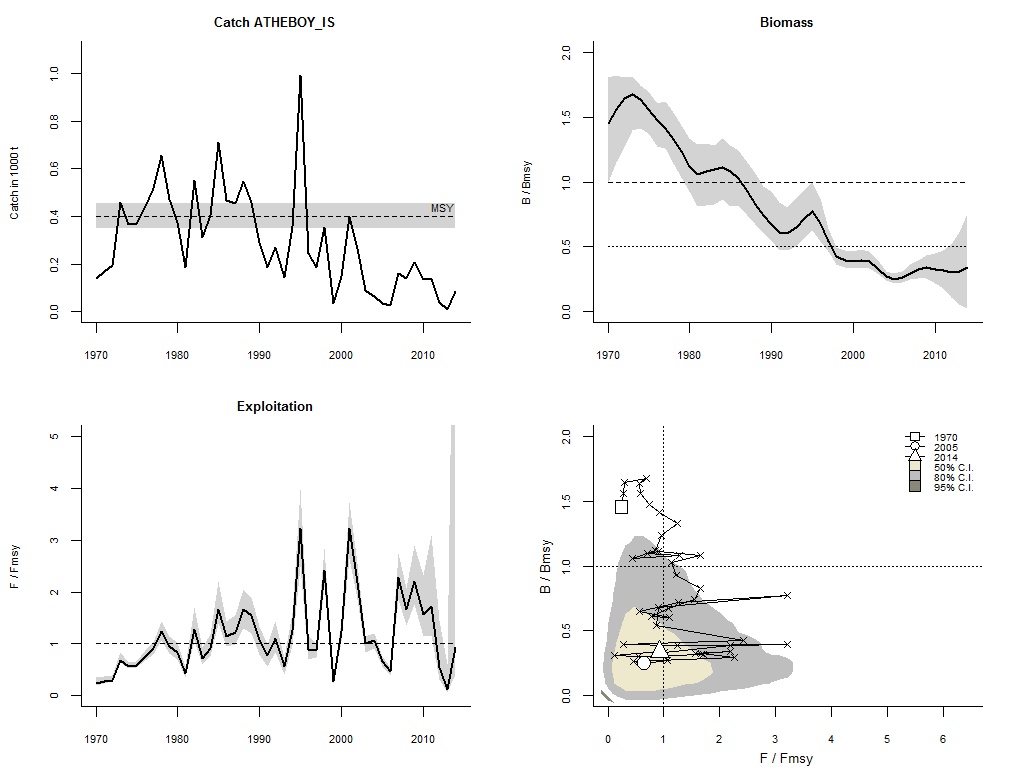 Catch ATHEBOY_IS
Catch in 1000 t
1.0
0.8
0.6
0.4
0.2
0.0
MSY
1970 1980 1990 2000 2010
Biomass
B / Bmsy
2.0
1.5
1.0
0.5
0.0
1970 1980 1990 2000 2010
Exploitation
F / Fmsy
5
4
3
2
1
0
1970 1980 1990 2000 2010
B / Bmsy
2.0
1.5
1.0
0.5
0.0
1970
2005
2014
50% C.I.
80% C.I.
95% C.I.
0 1 2 3 4 5 6
F / Fmsy